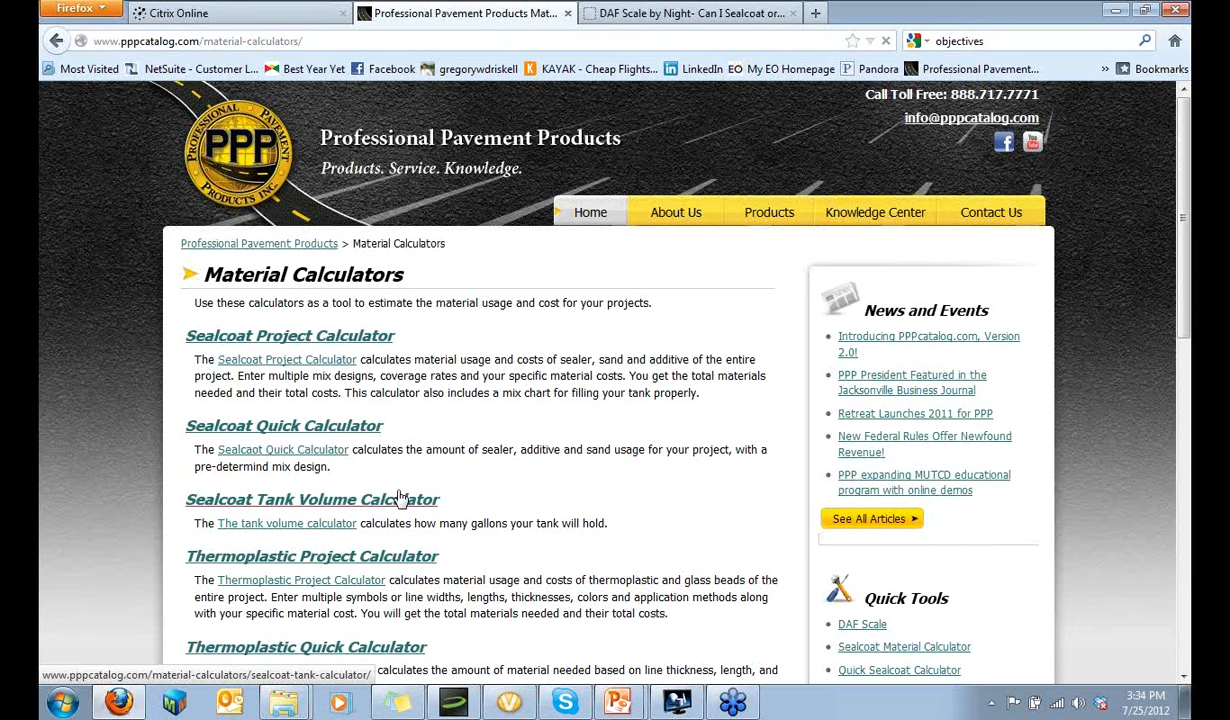 Firefox
Citrix Online
Professional Pavement Products Mat...
DAF Scale by Night- Can I Sealcoat or...
www.pppcatalog.com/material-calculators/
objectives
Most Visited
NetSuite - Customer L...
Best Year Yet
Facebook
gregorywdriskell
KAYAK - Cheap Flights...
LinkedIn
EO My EO Homepage
Pandora
Professional Pavement...
Bookmarks
Call Toll Free: 888.717.7771
info@pppcatalog.com
PROFESSIONAL PAVEMENT
PPP
PRODUCTS INC.
Professional Pavement Products
Products. Service. Knowledge.
Home
About Us
Products
Knowledge Center
Contact Us
Professional Pavement Products > Material Calculators
Material Calculators
Use these calculators as a tool to estimate the material usage and cost for your projects.
Sealcoat Project Calculator
The Sealcoat Project Calculator calculates material usage and costs of sealer, sand and additive of the entire
project. Enter multiple mix designs, coverage rates and your specific material costs. You get the total materials
needed and their total costs. This calculator also includes a mix chart for filling your tank properly.
Sealcoat Quick Calculator
The Sealcoat Quick Calculator calculates the amount of sealer, additive and sand usage for your project, with a
pre-determind mix design.
Sealcoat Tank Volume Calculator
The The tank volume calculator calculates how many gallons your tank will hold.
Thermoplastic Project Calculator
The Thermoplastic Project Calculator calculates material usage and costs of thermoplastic and glass beads of the
entire project. Enter multiple symbols or line widths, lengths, thicknesses, colors and application methods along
with your specific material cost. You will get the total materials needed and their total costs.
Thermoplastic Quick Calculator
calculates the amount of material needed based on line thickness, length, and
News and Events
Introducing PPPcatalog.com, Version
2.0!
PPP President Featured in the
Jacksonville Business Journal
Retreat Launches 2011 for PPP
New Federal Rules Offer Newfound
Revenue!
PPP expanding MUTCD educational
program with online demos
See All Articles
Quick Tools
DAF Scale
Sealcoat Material Calculator
Quick Sealcoat Calculator
www.pppcatalog.com/material-calculators/sealcoat-tank-calculator/
3:34 PM
7/25/2012